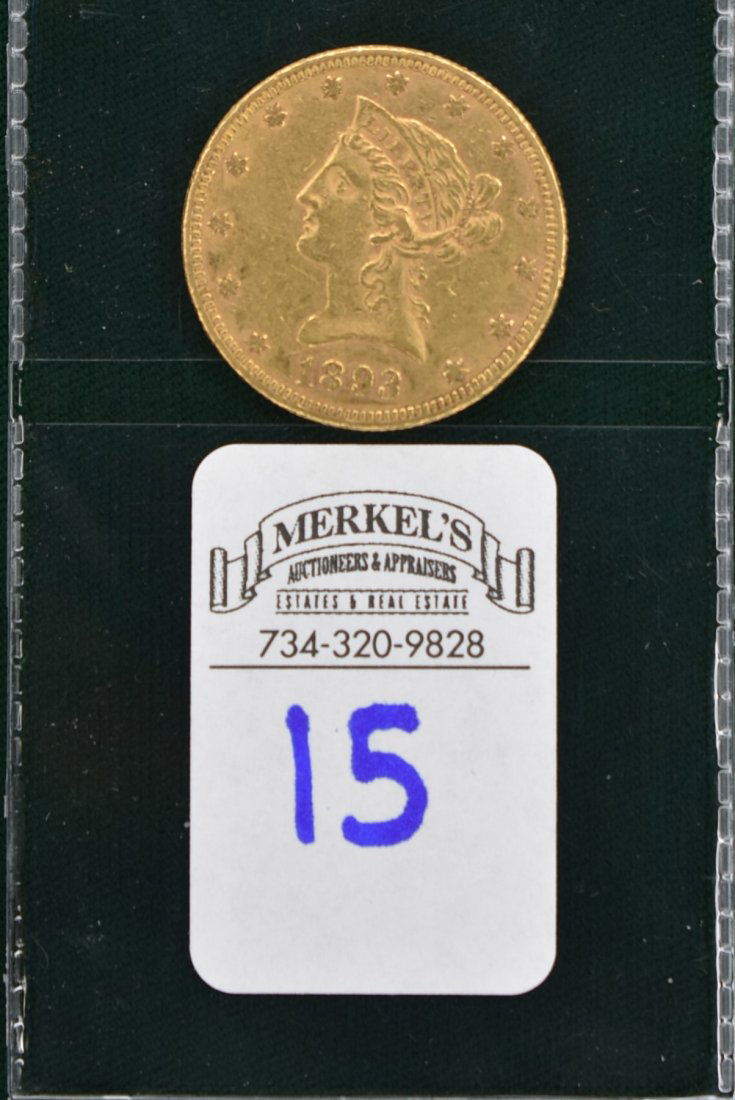 LIBERTY
1893
MERKEL'S
AUCTIONEERS & APPRAISERS
ESTATES & REAL ESTATE
734-320-9828
15